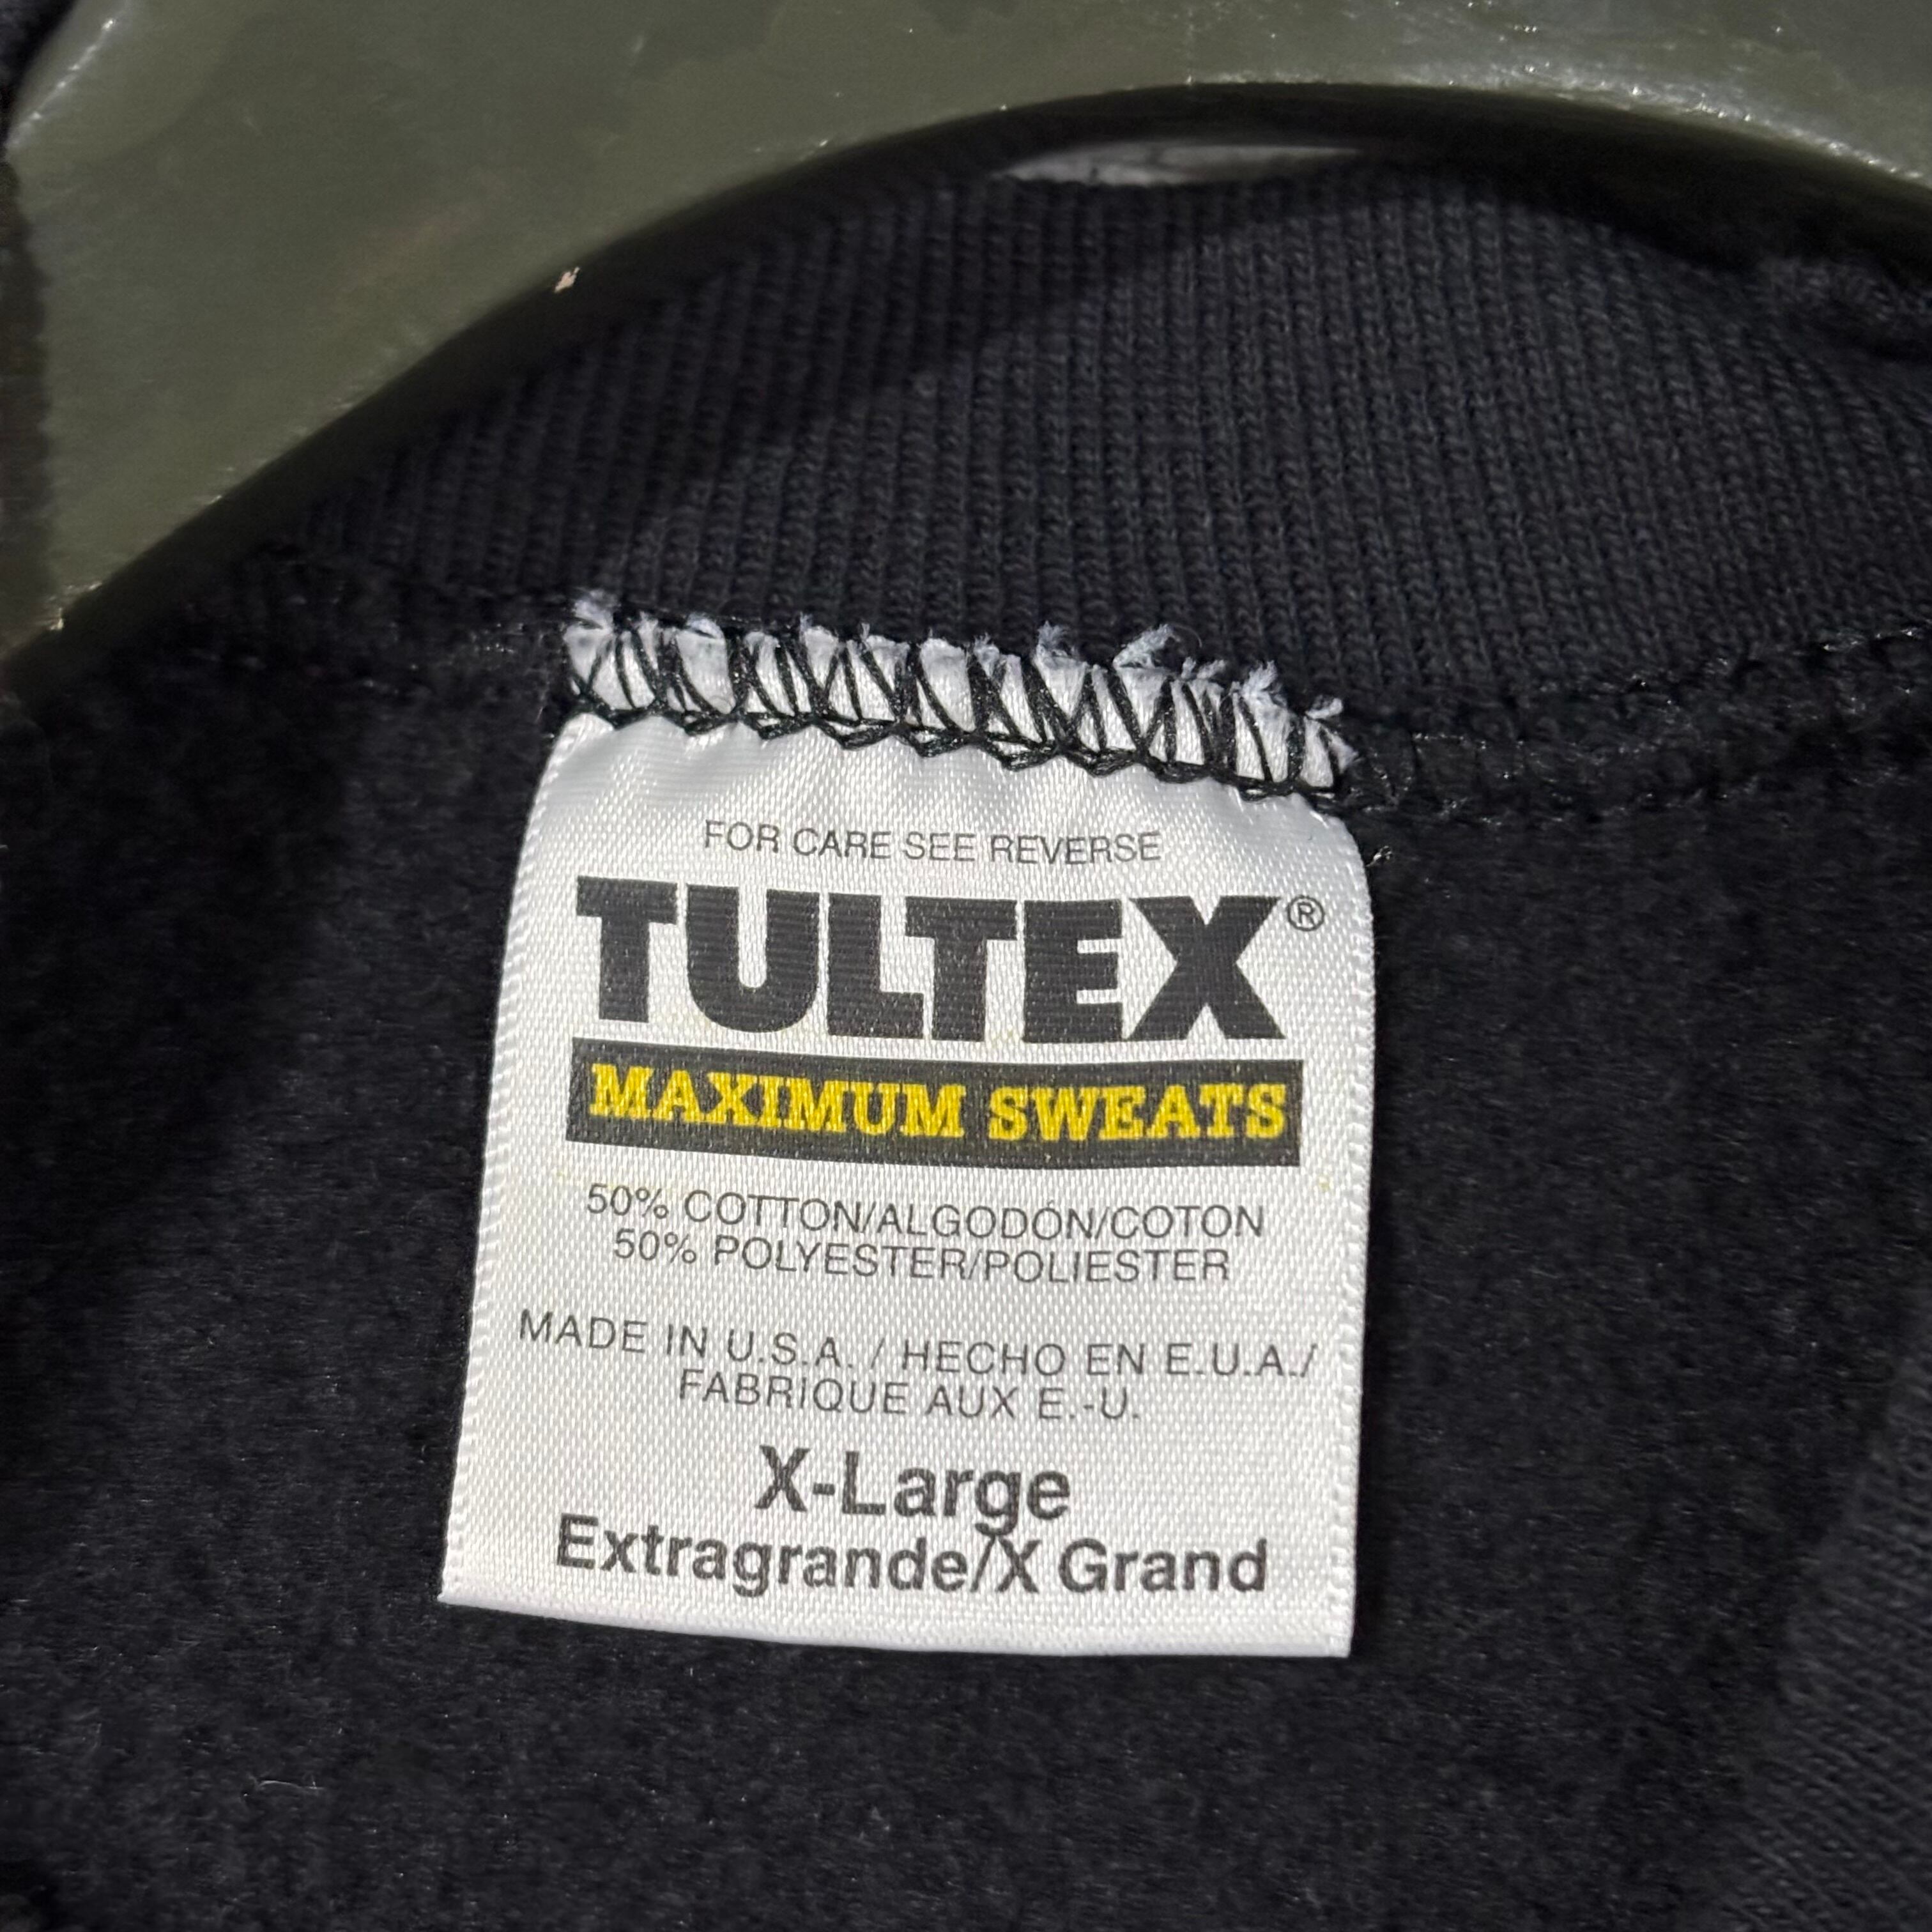 FOR CARE SEE REVERSE
TULTEX®
MAXIMUM SWEATS
50% COTTON/ALGODÓN/COTON
50% POLYESTER/POLIESTER
MADE IN U.S.A. / HECHO EN E.U.A./
FABRIQUE AUX E.-U.
X-Large
Extragrande/X Grand